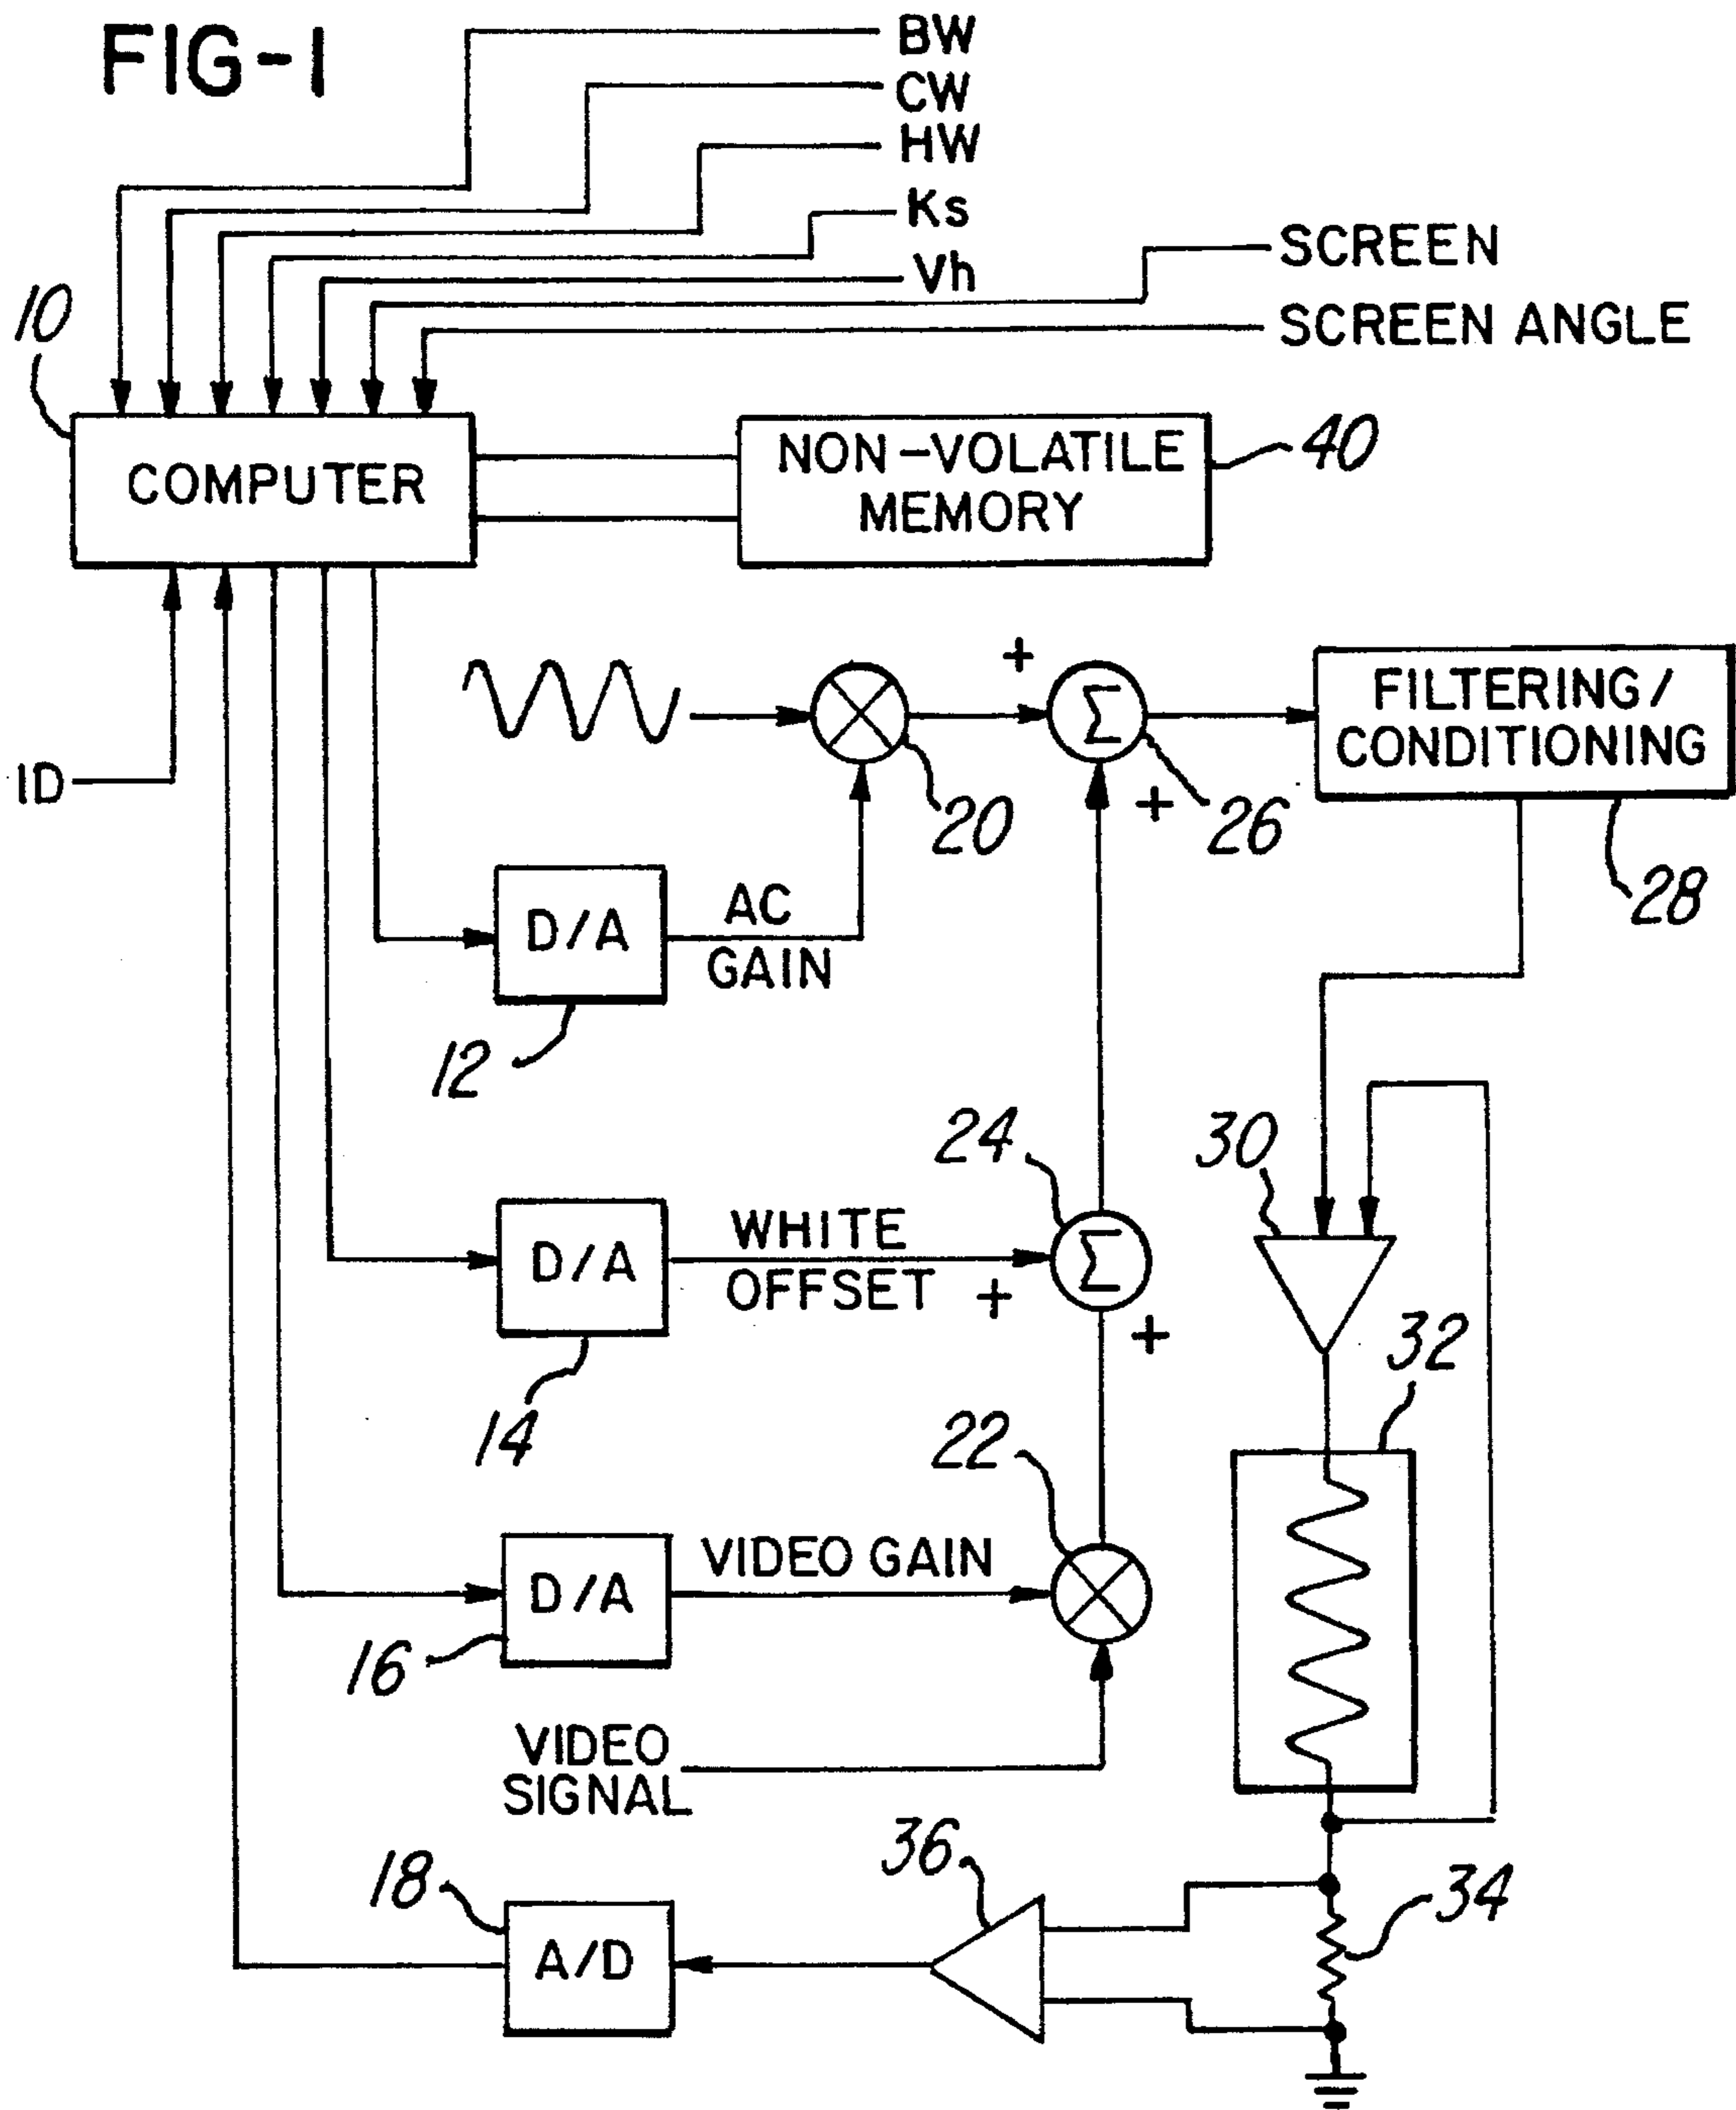 FIG-1
BW
CW
HW
Ks
Vh
SCREEN
SCREEN ANGLE
10
COMPUTER
NON-VOLATILE
MEMORY
40
ID
+
Σ
+
20
26
FILTERING/
CONDITIONING
28
D/A
AC
GAIN
12
24
30
D/A
WHITE
OFFSET
+
Σ
+
14
32
22
D/A
VIDEO GAIN
16
VIDEO
SIGNAL
18
A/D
36
34